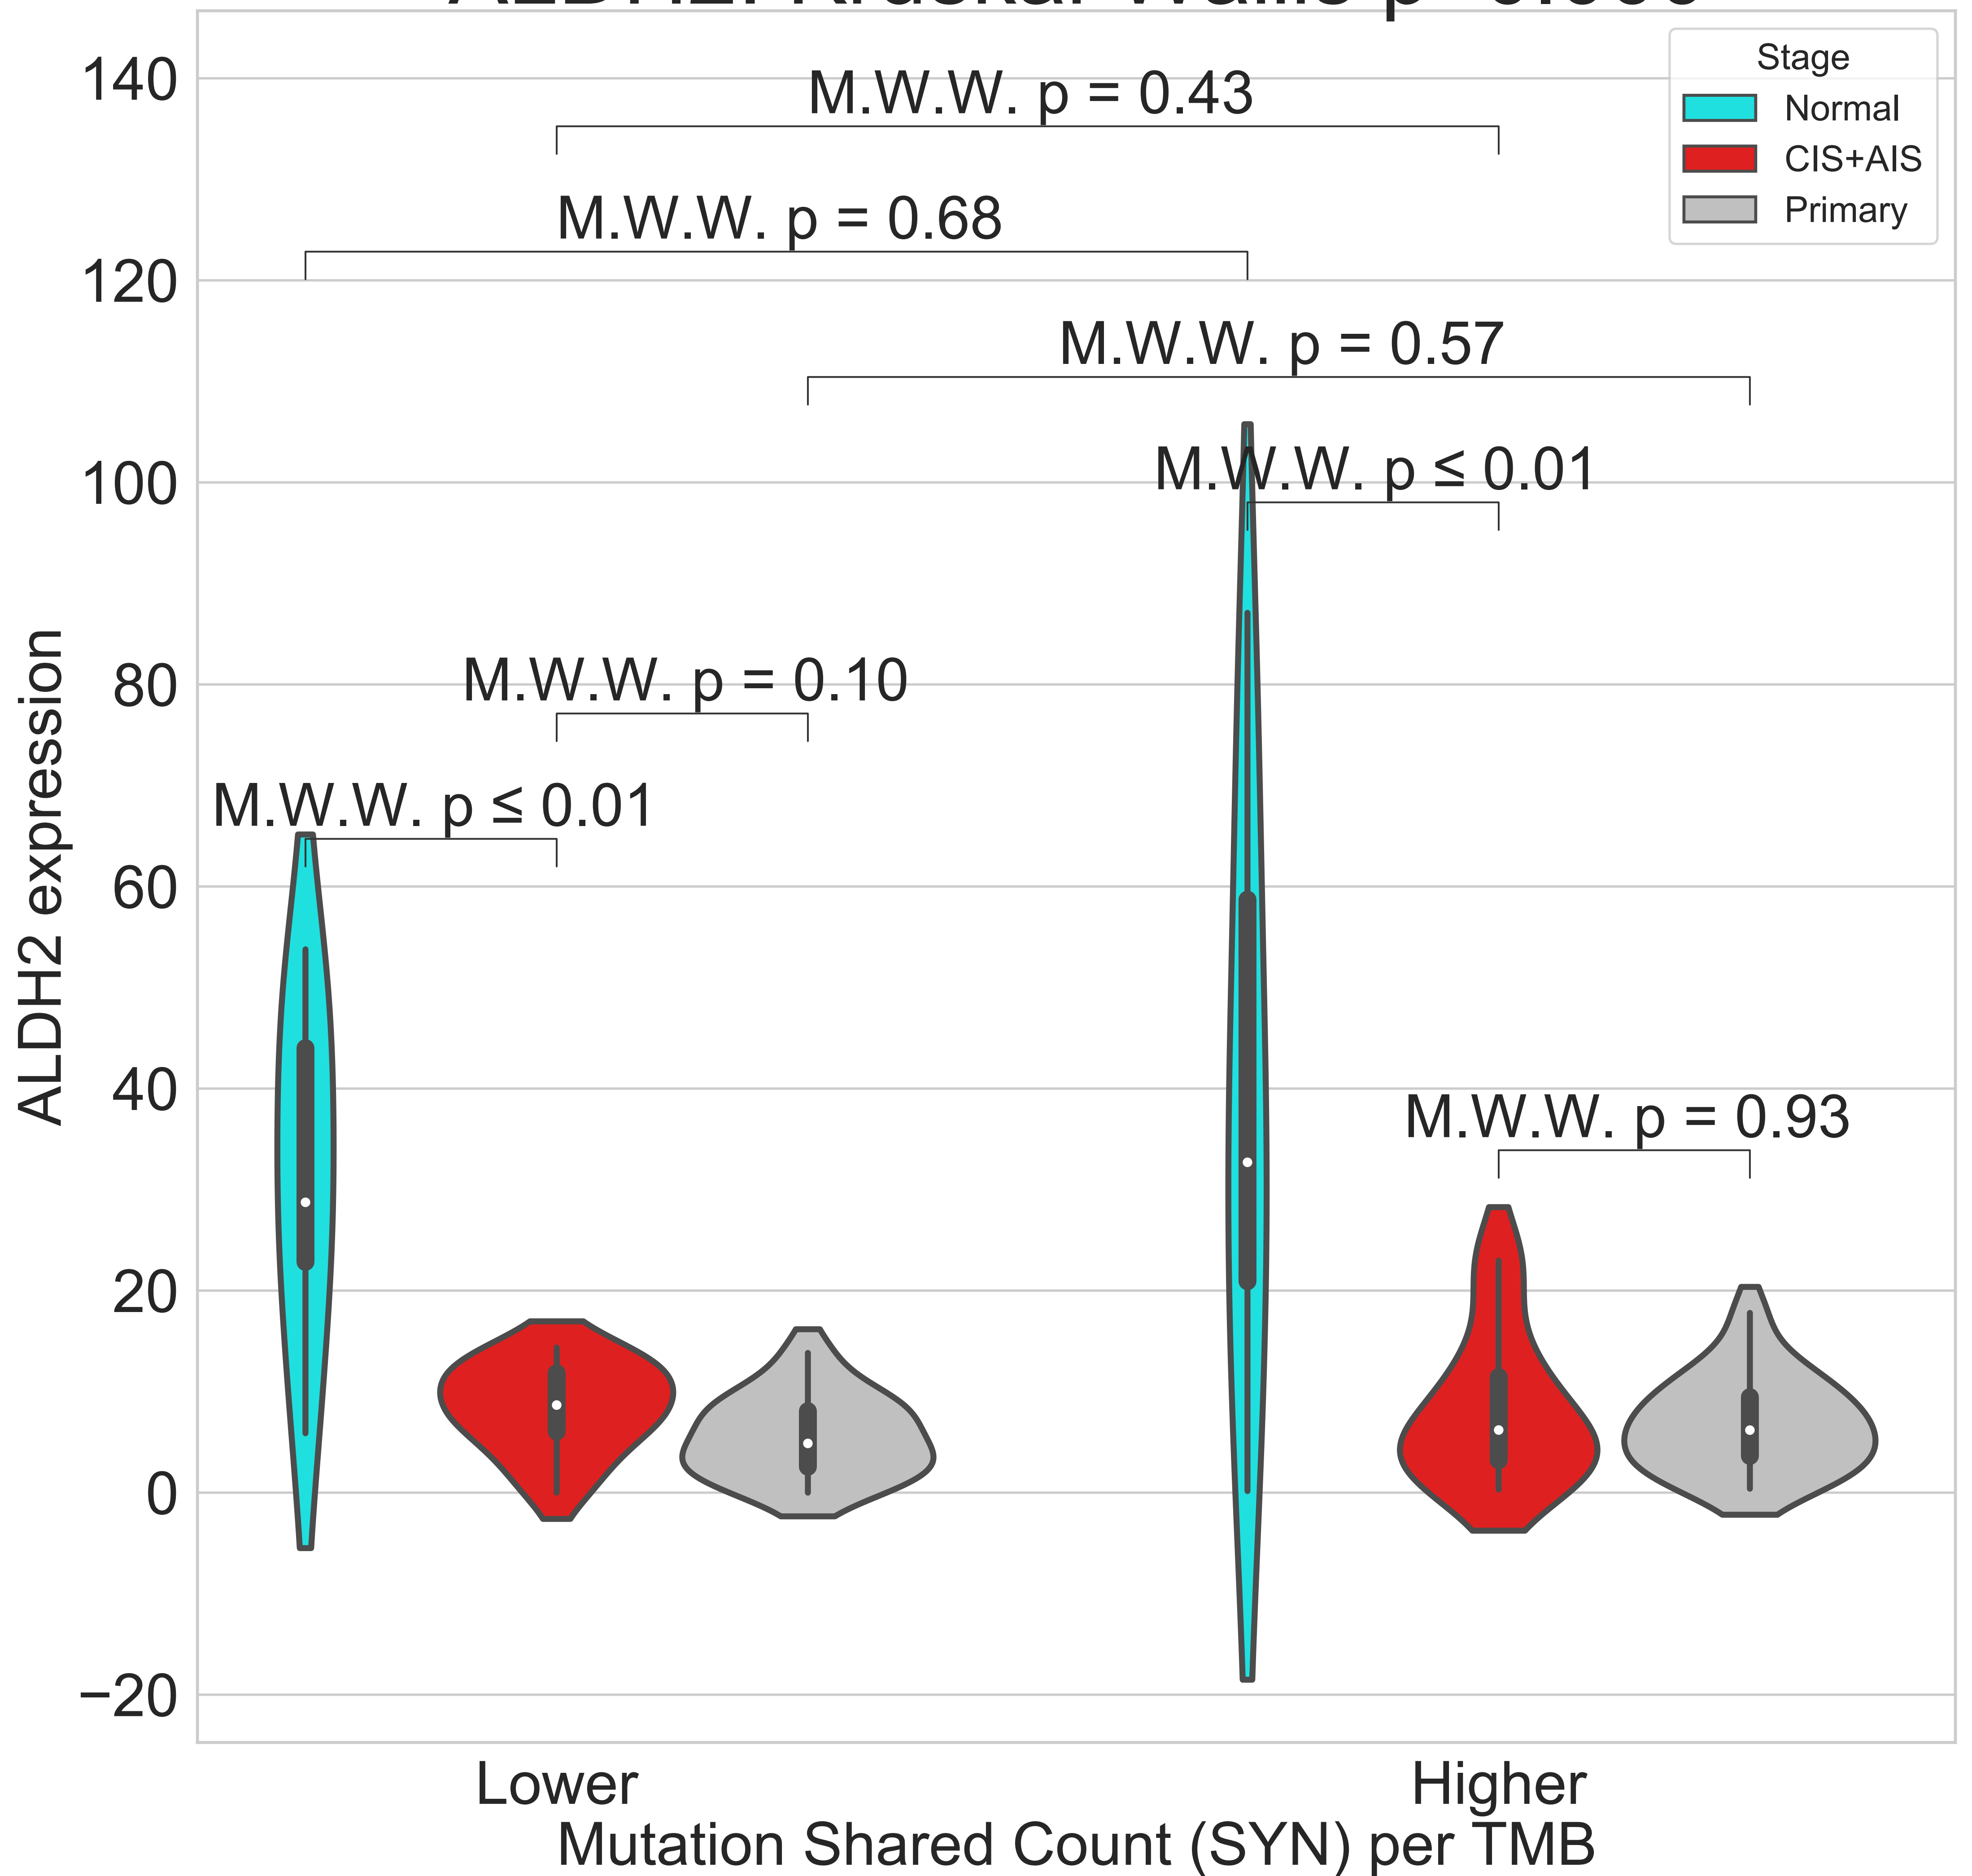 Stage
Normal
CIS+AIS
Primary
M.W.W. p = 0.43
M.W.W. p = 0.68
M.W.W. p = 0.57
M.W.W. p ≤ 0.01
M.W.W. p = 0.10
M.W.W. p ≤ 0.01
M.W.W. p = 0.93
140
120
100
80
60
40
20
0
−20
ALDH2 expression
Lower
Higher
Mutation Shared Count (SYN) per TMB